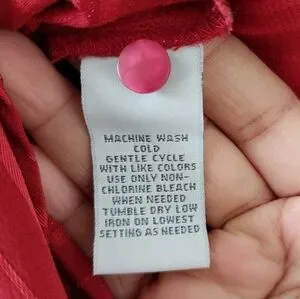 MACHINE WASH
COLD
GENTLE CYCLE
WITH LIKE COLORS
USE ONLY NON-
CHLORINE BLEACH
WHEN NEEDED
TUMBLE DRY LOW
IRON ON LOWEST
SETTING AS NEEDED